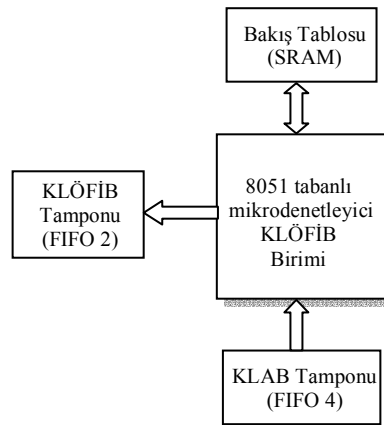 Bakış Tablosu
(SRAM)
KLÖFİB
Tamponu
(FIFO 2)
8051 tabanlı
mikrodenetleyici
KLÖFİB
Birimi
KLAB Tamponu
(FIFO 4)